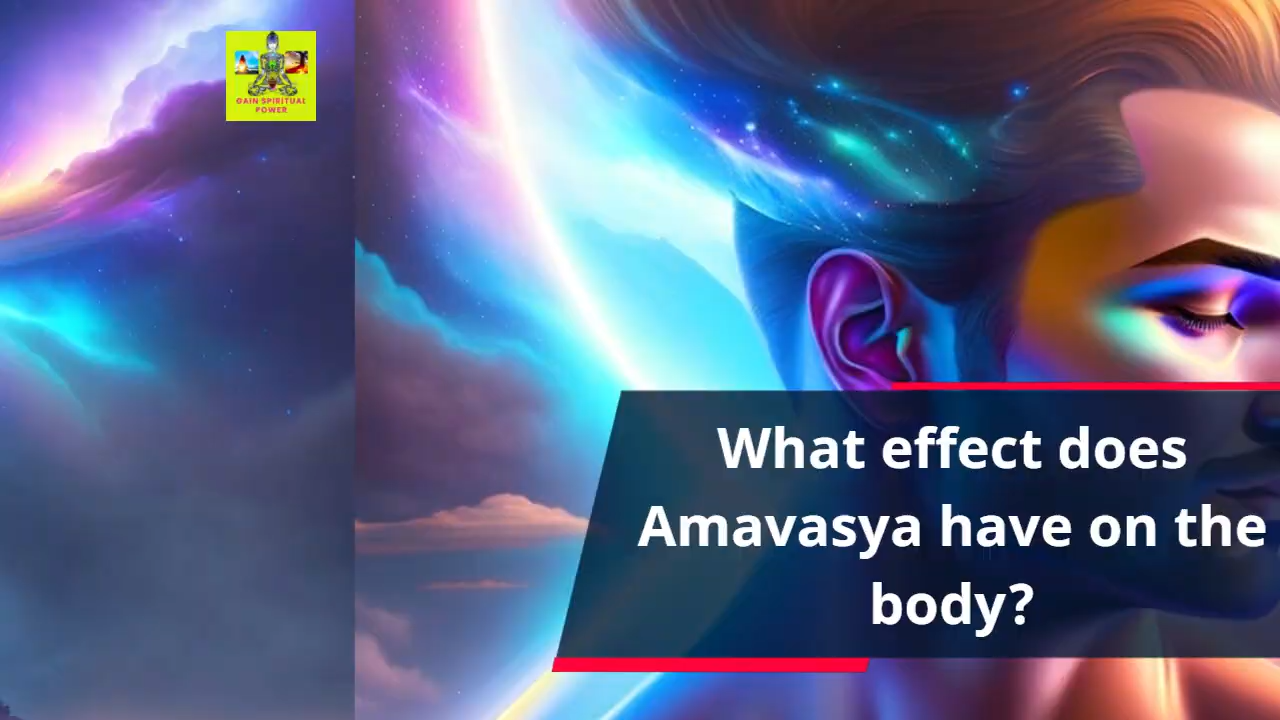 GAIN SPIRITUAL
POWER
What effect does
Amavasya have on the
body?